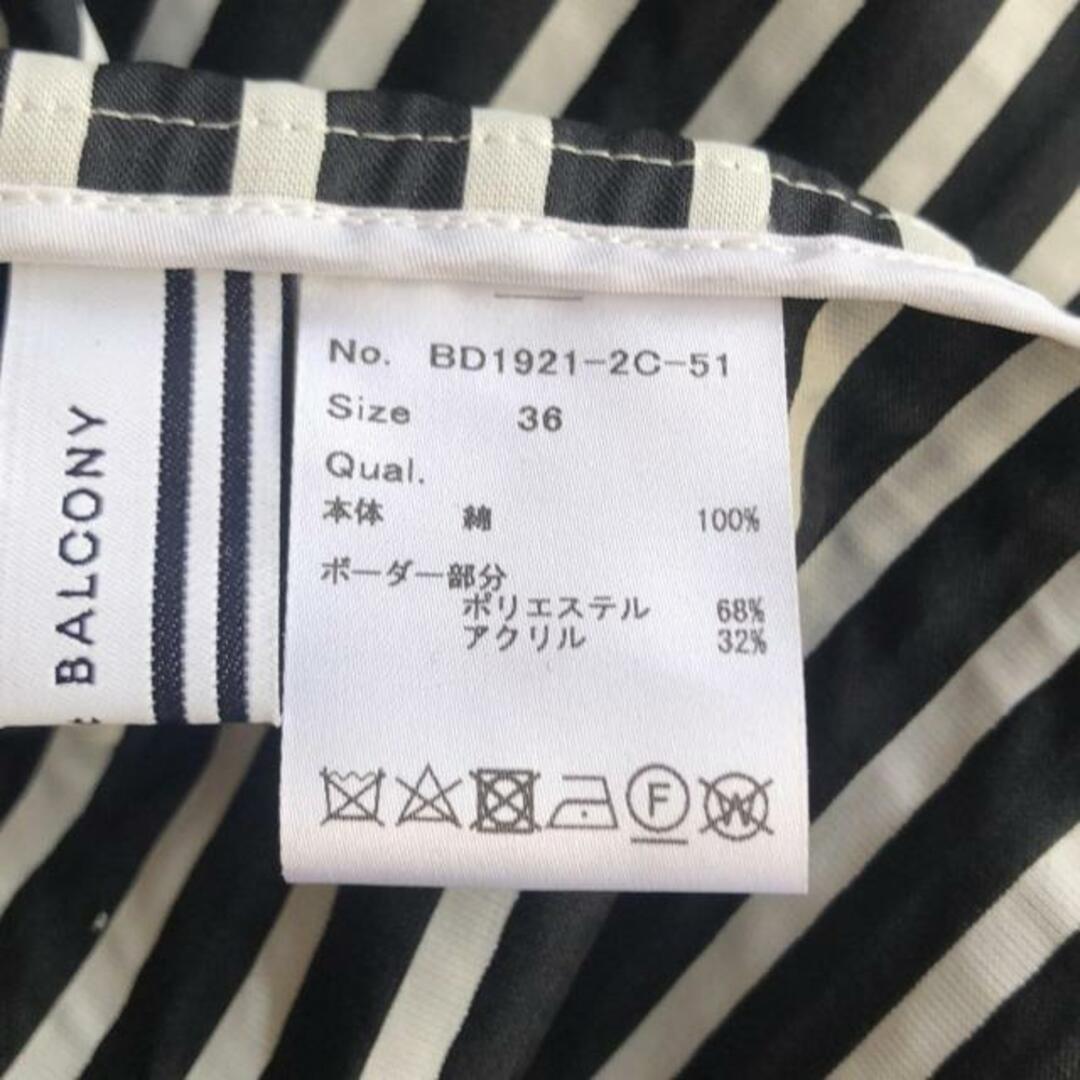 BALCONY
No. BD1921-2C-51
Size 36
Qual.
本体 綿 100%
ボーダー部分
ポリエステル 68%
アクリル 32%
F
W